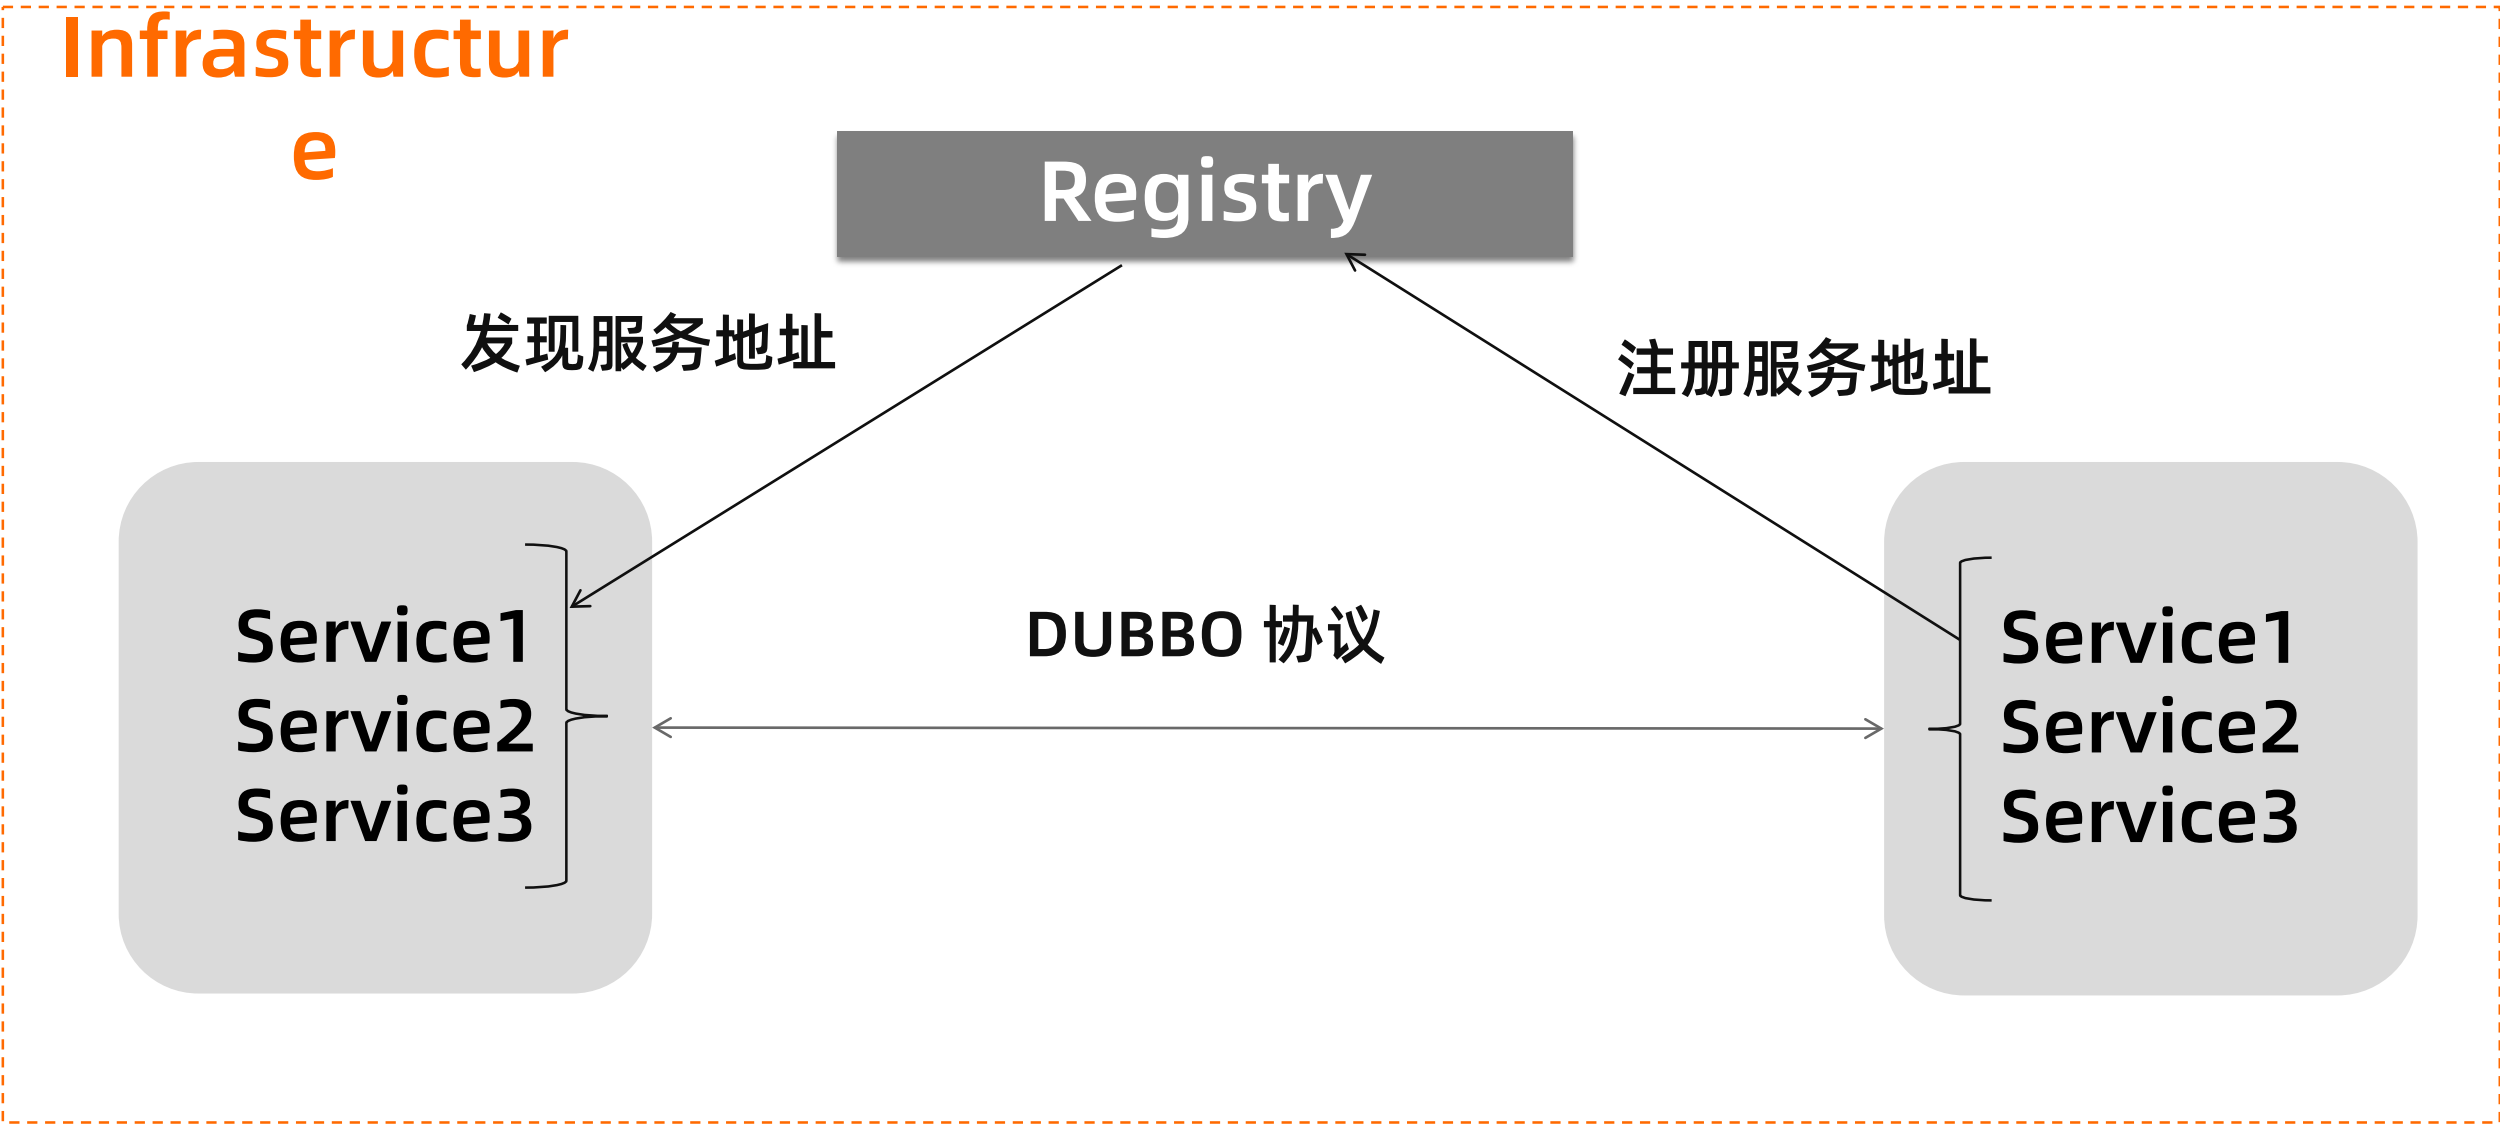 Infrastructur
e
Registry
发现服务地址
注册服务地址
DUBBO 协议
Service1
Service2
Service3
Service1
Service2
Service3